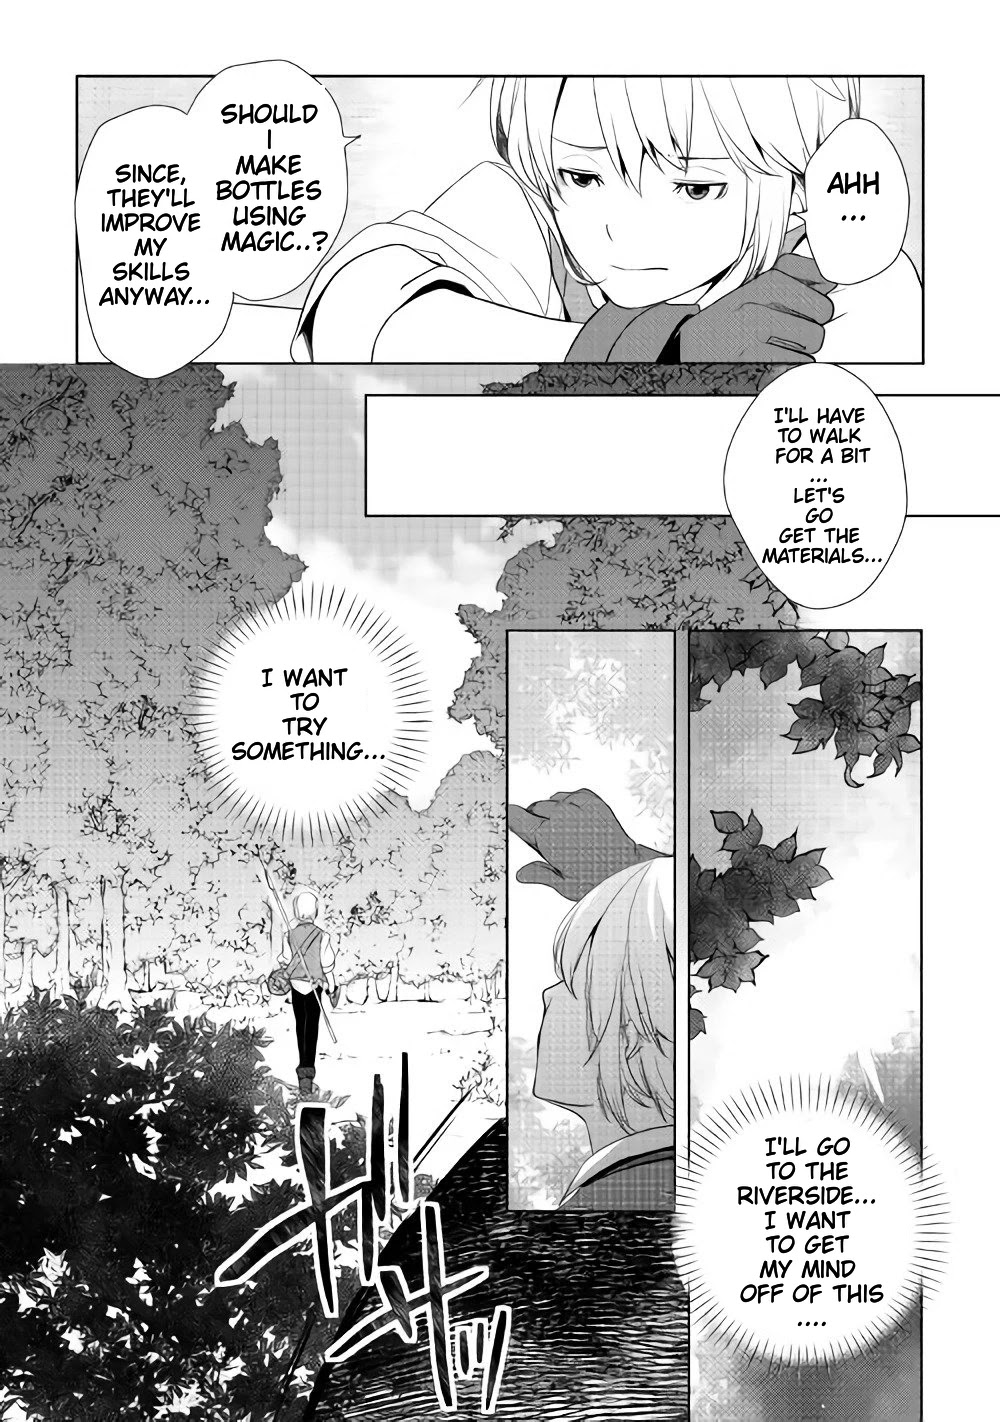 AHH
...
SHOULD
I
MAKE
BOTTLES
USING
MAGIC..?
SINCE,
THEY'LL
IMPROVE
MY
SKILLS
ANYWAY...
I'LL HAVE
TO WALK
FOR A BIT
...
LET'S
GO
GET THE
MATERIALS...
I'LL GO
TO THE
RIVERSIDE...
I WANT
TO GET
MY MIND
OFF OF THIS
....
I WANT
TO
TRY
SOMETHING...